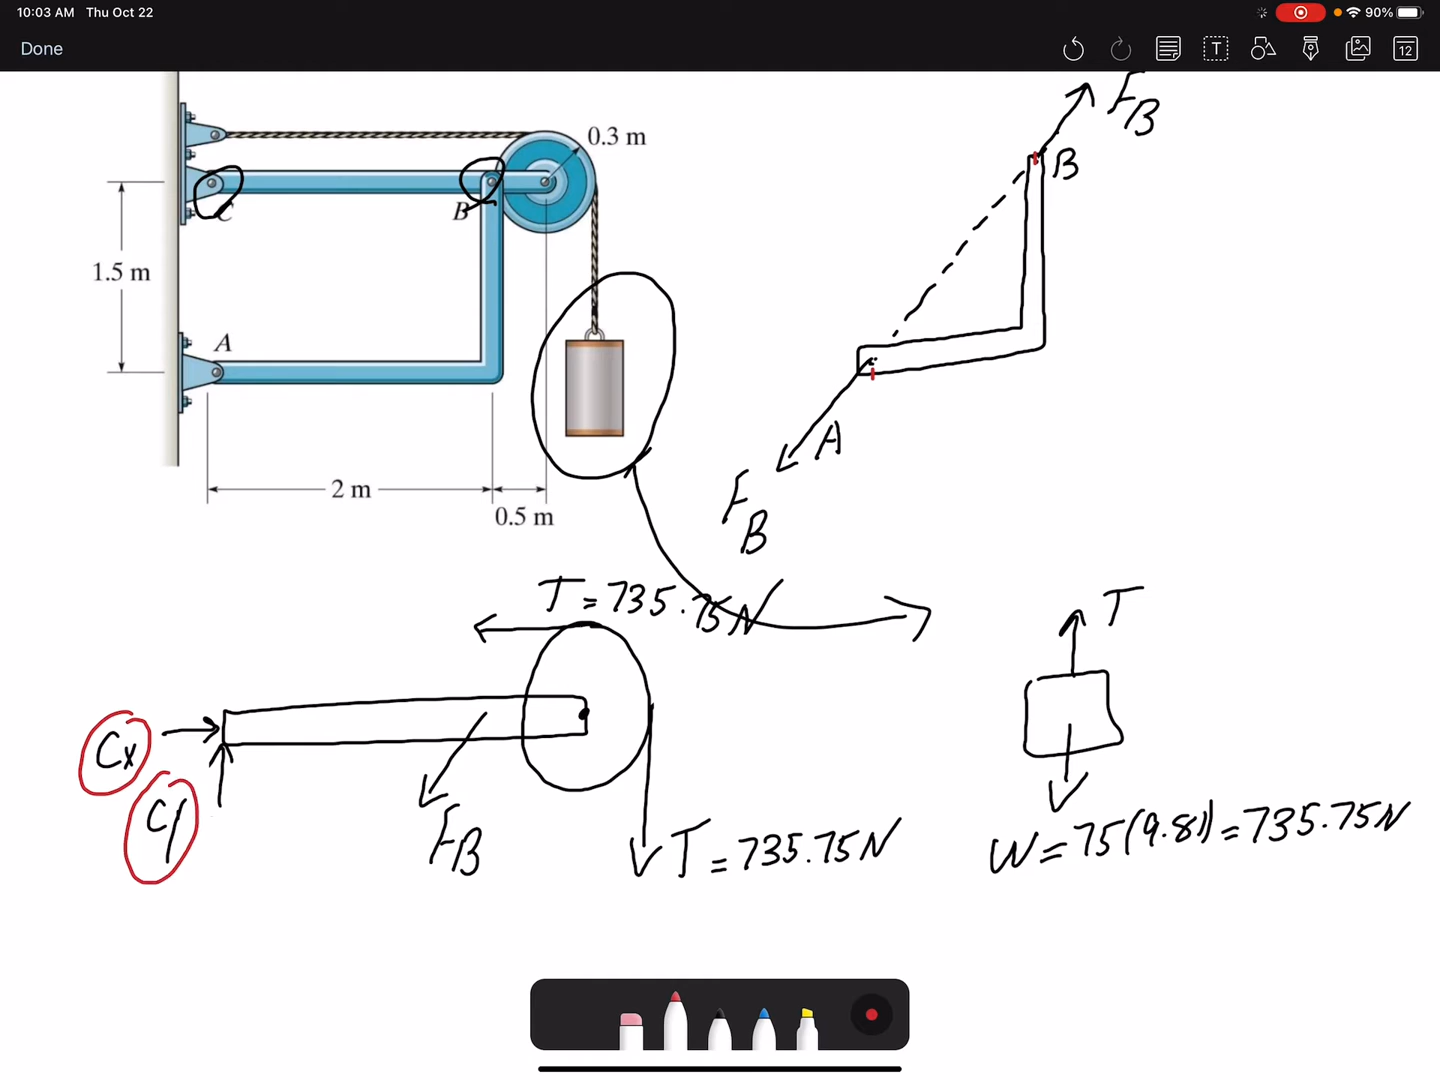 10:03 AM Thu Oct 22
90%
Done
T
12
0.3 m
C
B
1.5 m
A
2 m
0.5 m
F_B
B
A
F_B
T = 735.75N
T
Cx
Cy
F_B
T = 735.75N
W = 75(9.81) = 735.75N